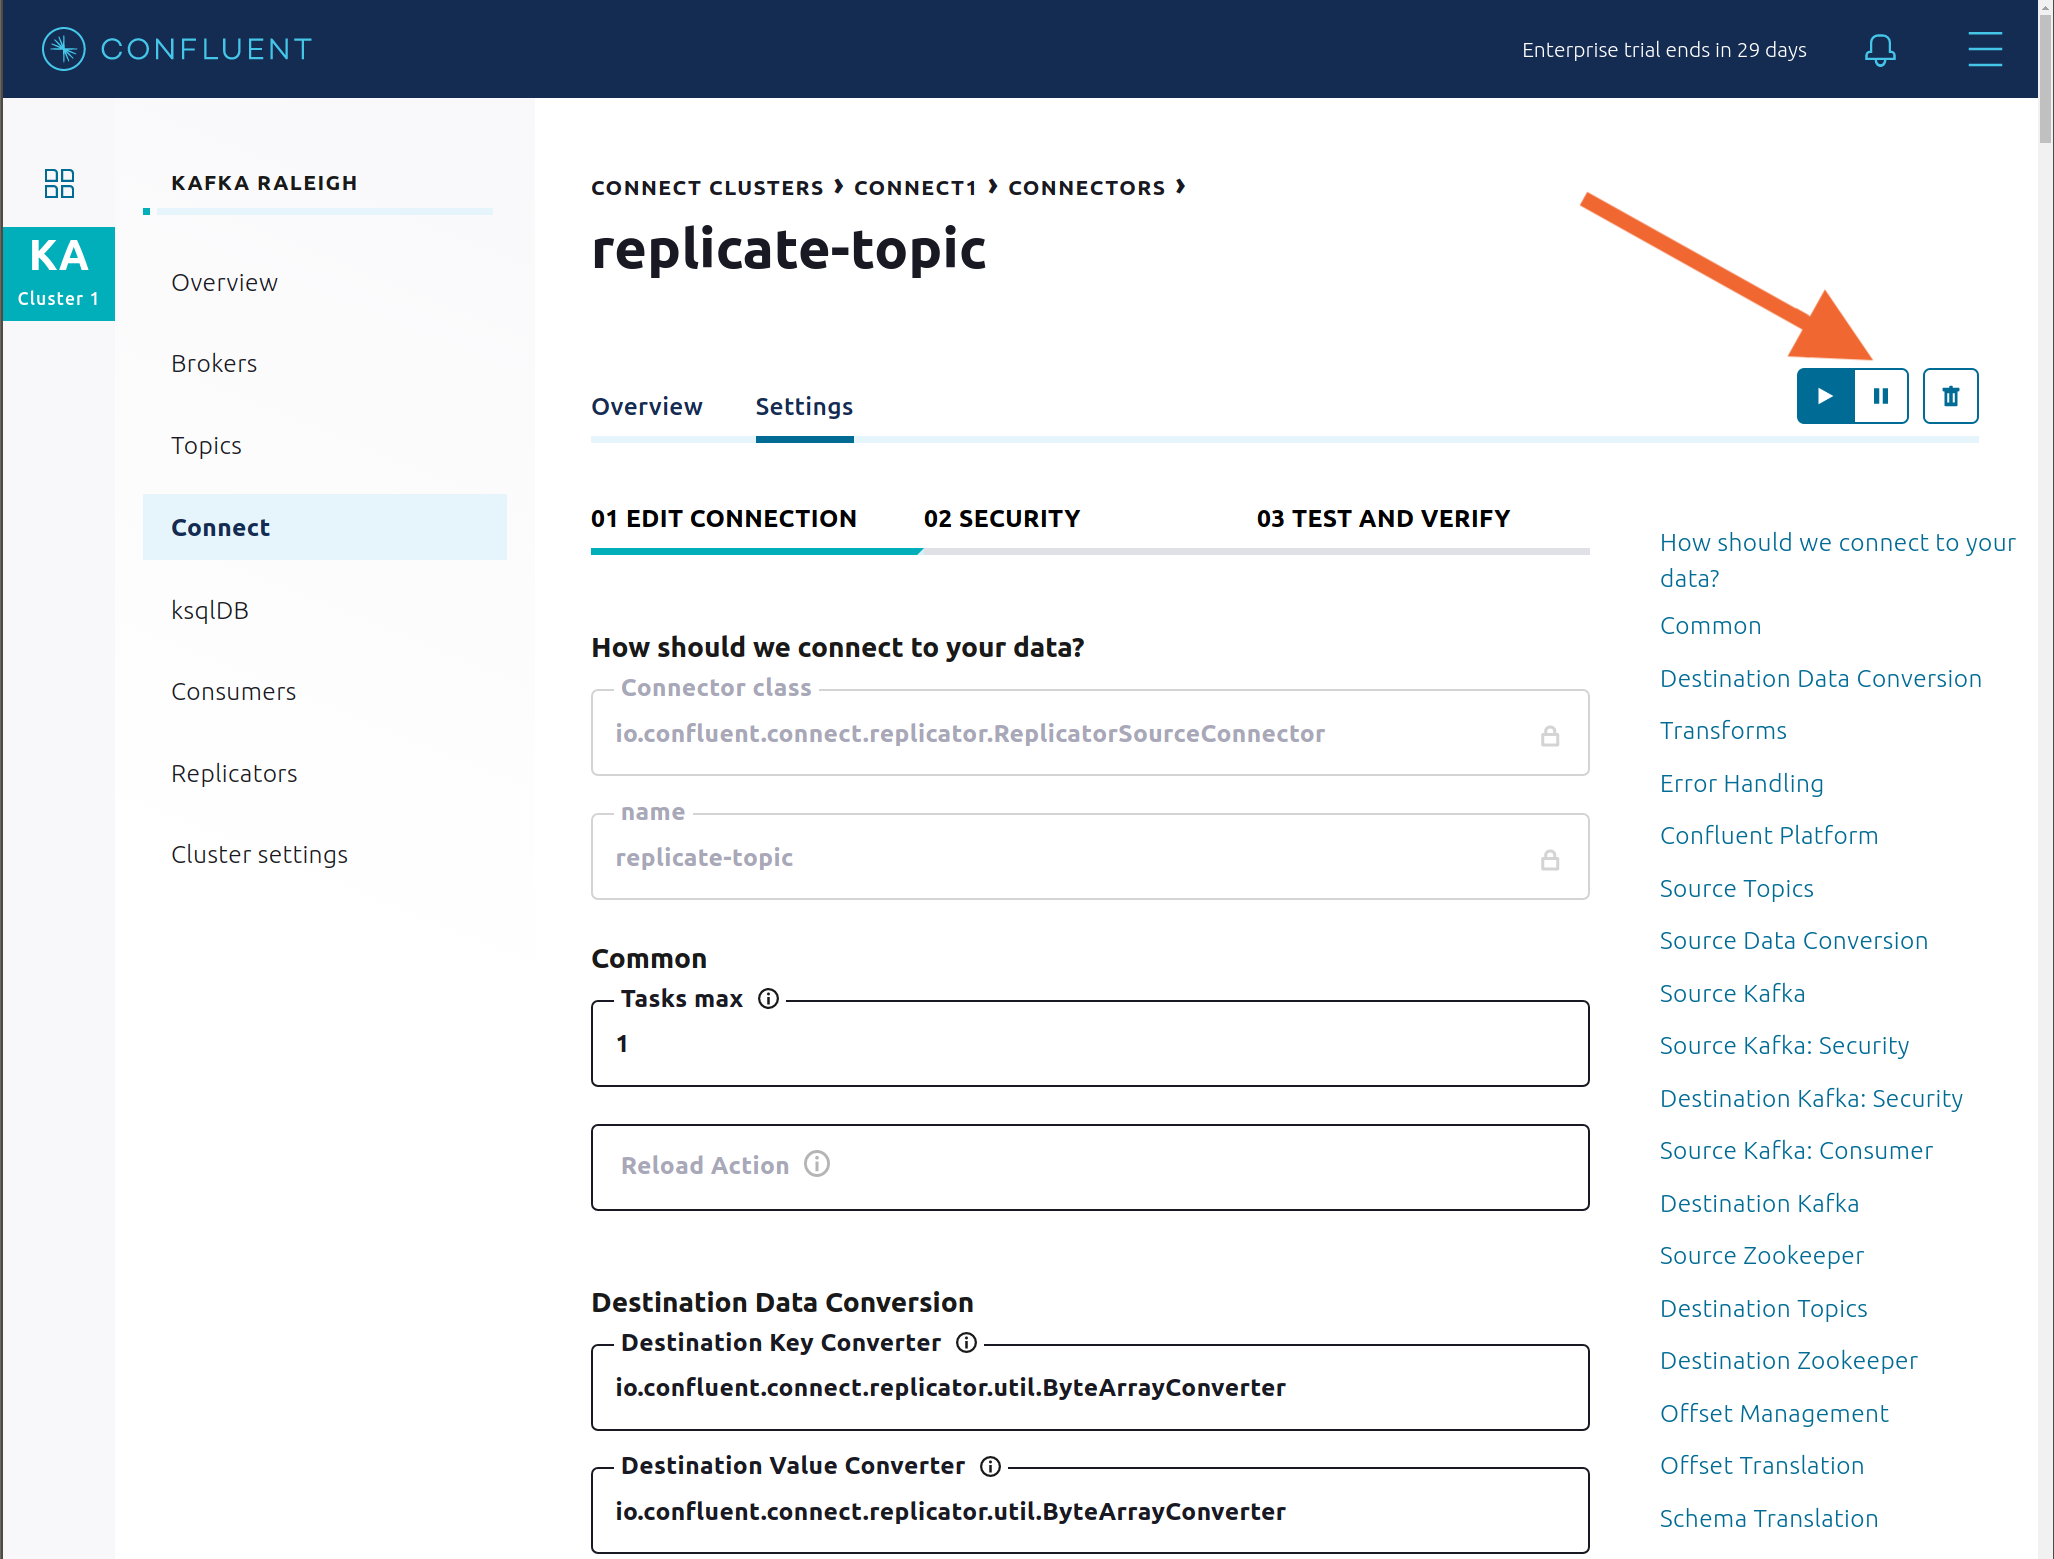 CONFLUENT
Enterprise trial ends in 29 days
KA
Cluster 1
KAFKA RALEIGH
Overview
Brokers
Topics
Connect
ksqlDB
Consumers
Replicators
Cluster settings
CONNECT CLUSTERS › CONNECT1 › CONNECTORS ›
replicate-topic
Overview Settings
01 EDIT CONNECTION 02 SECURITY 03 TEST AND VERIFY
How should we connect to your data?
Connector class
io.confluent.connect.replicator.ReplicatorSourceConnector
name
replicate-topic
Common
Tasks max
1
Reload Action
Destination Data Conversion
Destination Key Converter
io.confluent.connect.replicator.util.ByteArrayConverter
Destination Value Converter
io.confluent.connect.replicator.util.ByteArrayConverter
How should we connect to your
data?
Common
Destination Data Conversion
Transforms
Error Handling
Confluent Platform
Source Topics
Source Data Conversion
Source Kafka
Source Kafka: Security
Destination Kafka: Security
Source Kafka: Consumer
Destination Kafka
Source Zookeeper
Destination Topics
Destination Zookeeper
Offset Management
Offset Translation
Schema Translation